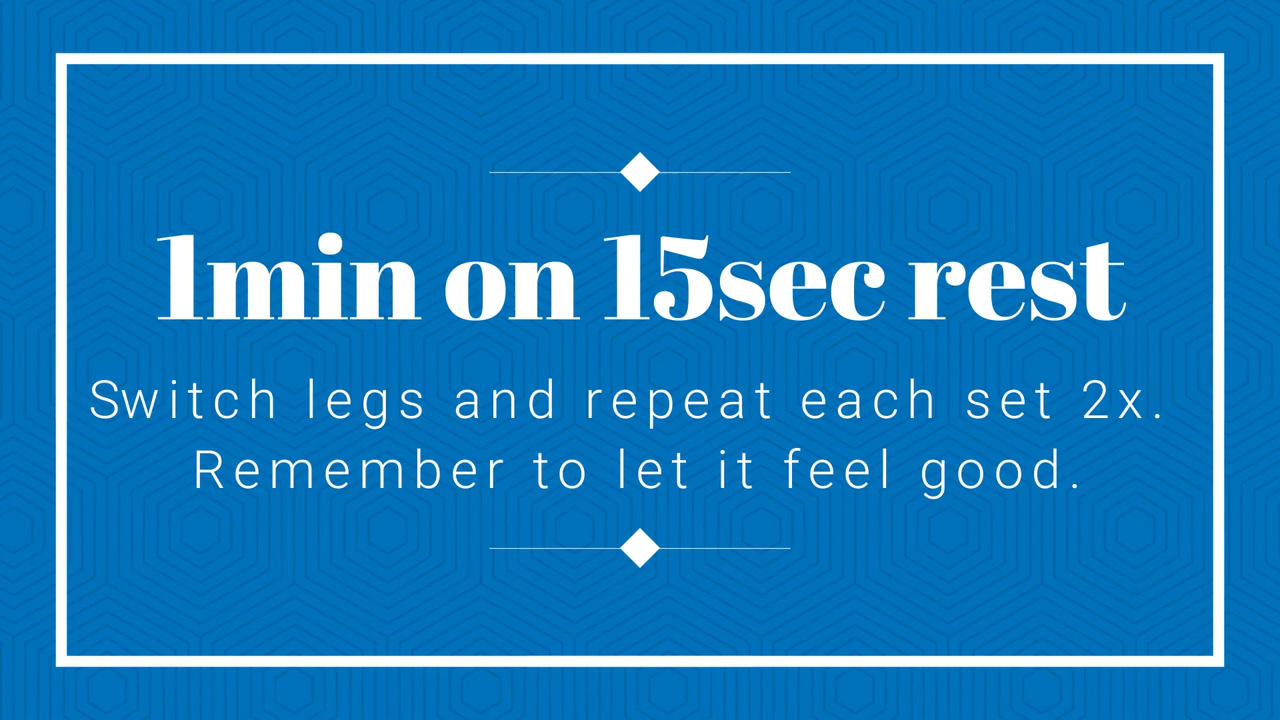 1min on 15sec rest
Switch legs and repeat each set 2x.
Remember to let it feel good.